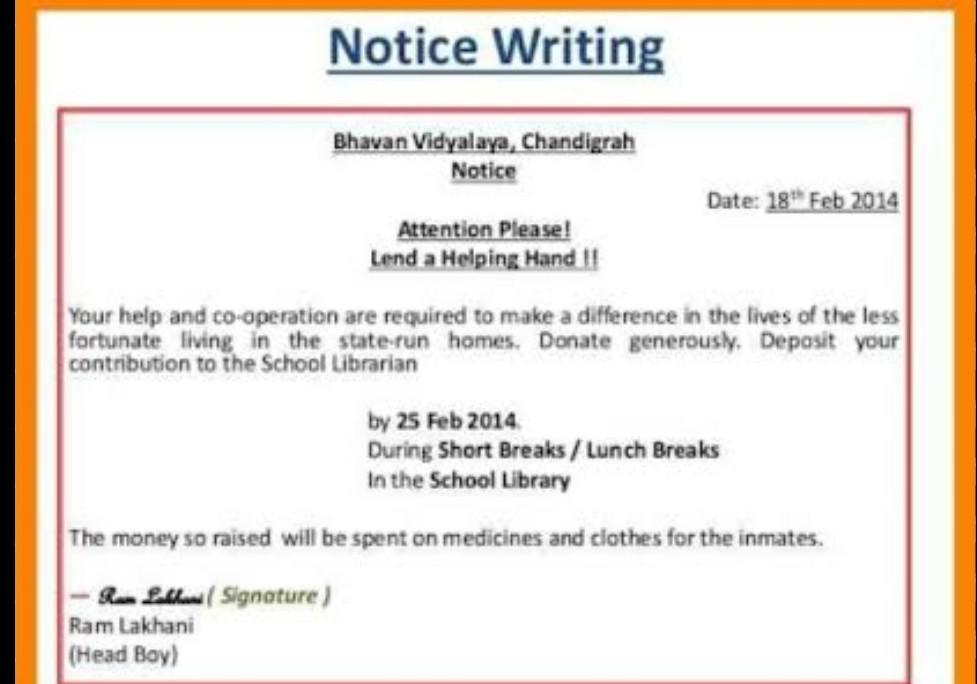 Notice Writing
Bhavan Vidyalaya, Chandigrah
Notice
Date: 18th Feb 2014
Attention Please!
Lend a Helping Hand !!
Your help and co-operation are required to make a difference in the lives of the less
fortunate living in the state-run homes. Donate generously. Deposit your
contribution to the School Librarian
by 25 Feb 2014.
During Short Breaks / Lunch Breaks
In the School Library
The money so raised will be spent on medicines and clothes for the inmates.
— Ram Lakhani ( Signature )
Ram Lakhani
(Head Boy)